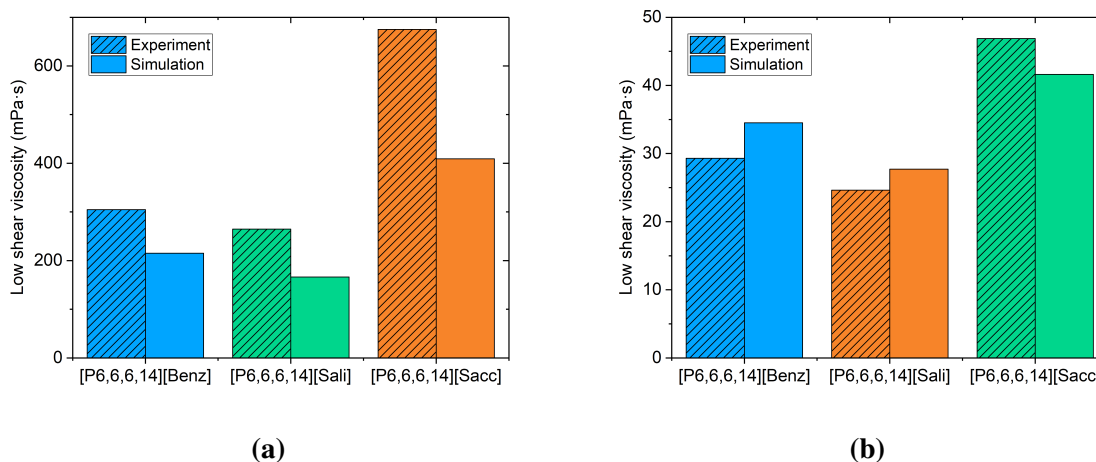 Low shear viscosity (mPa·s)
600
400
200
0
Experiment
Simulation
[P6,6,6,14][Benz]
[P6,6,6,14][Sali]
[P6,6,6,14][Sacc]
(a)
Low shear viscosity (mPa·s)
50
40
30
20
10
0
Experiment
Simulation
[P6,6,6,14][Benz]
[P6,6,6,14][Sali]
[P6,6,6,14][Sacc
(b)